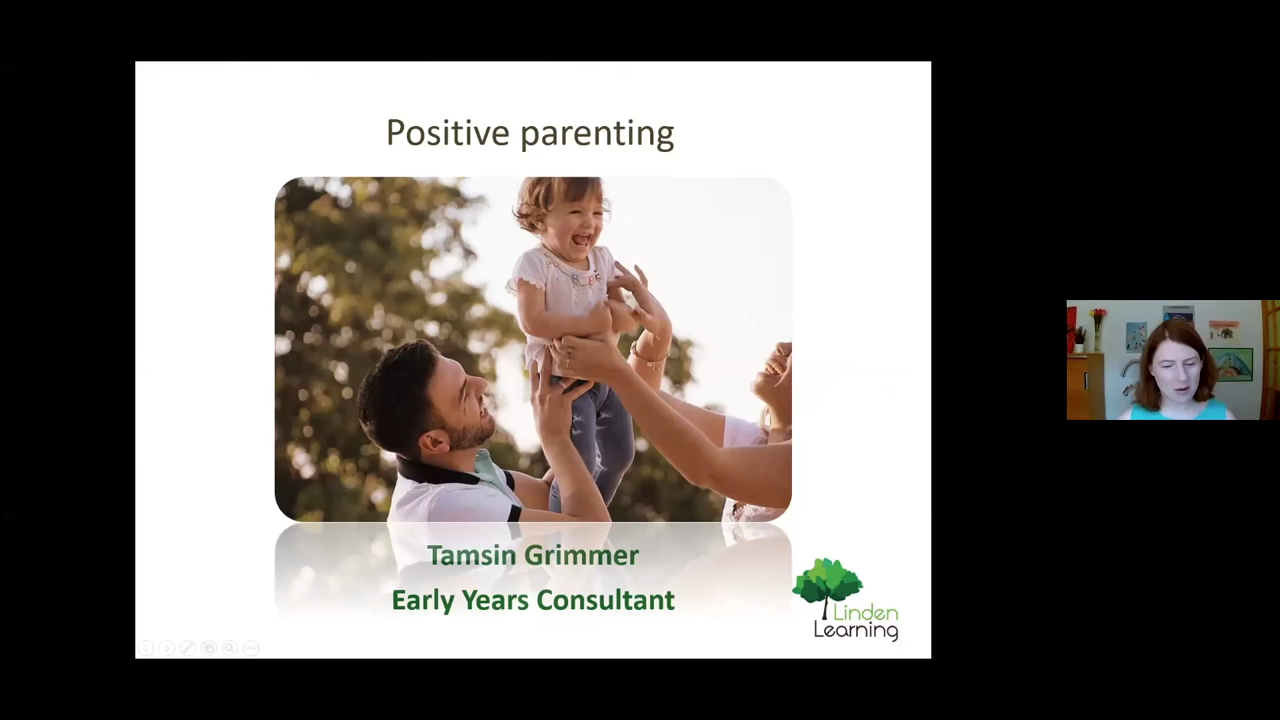 Positive parenting
Tamsin Grimmer
Early Years Consultant
Linden
Learning